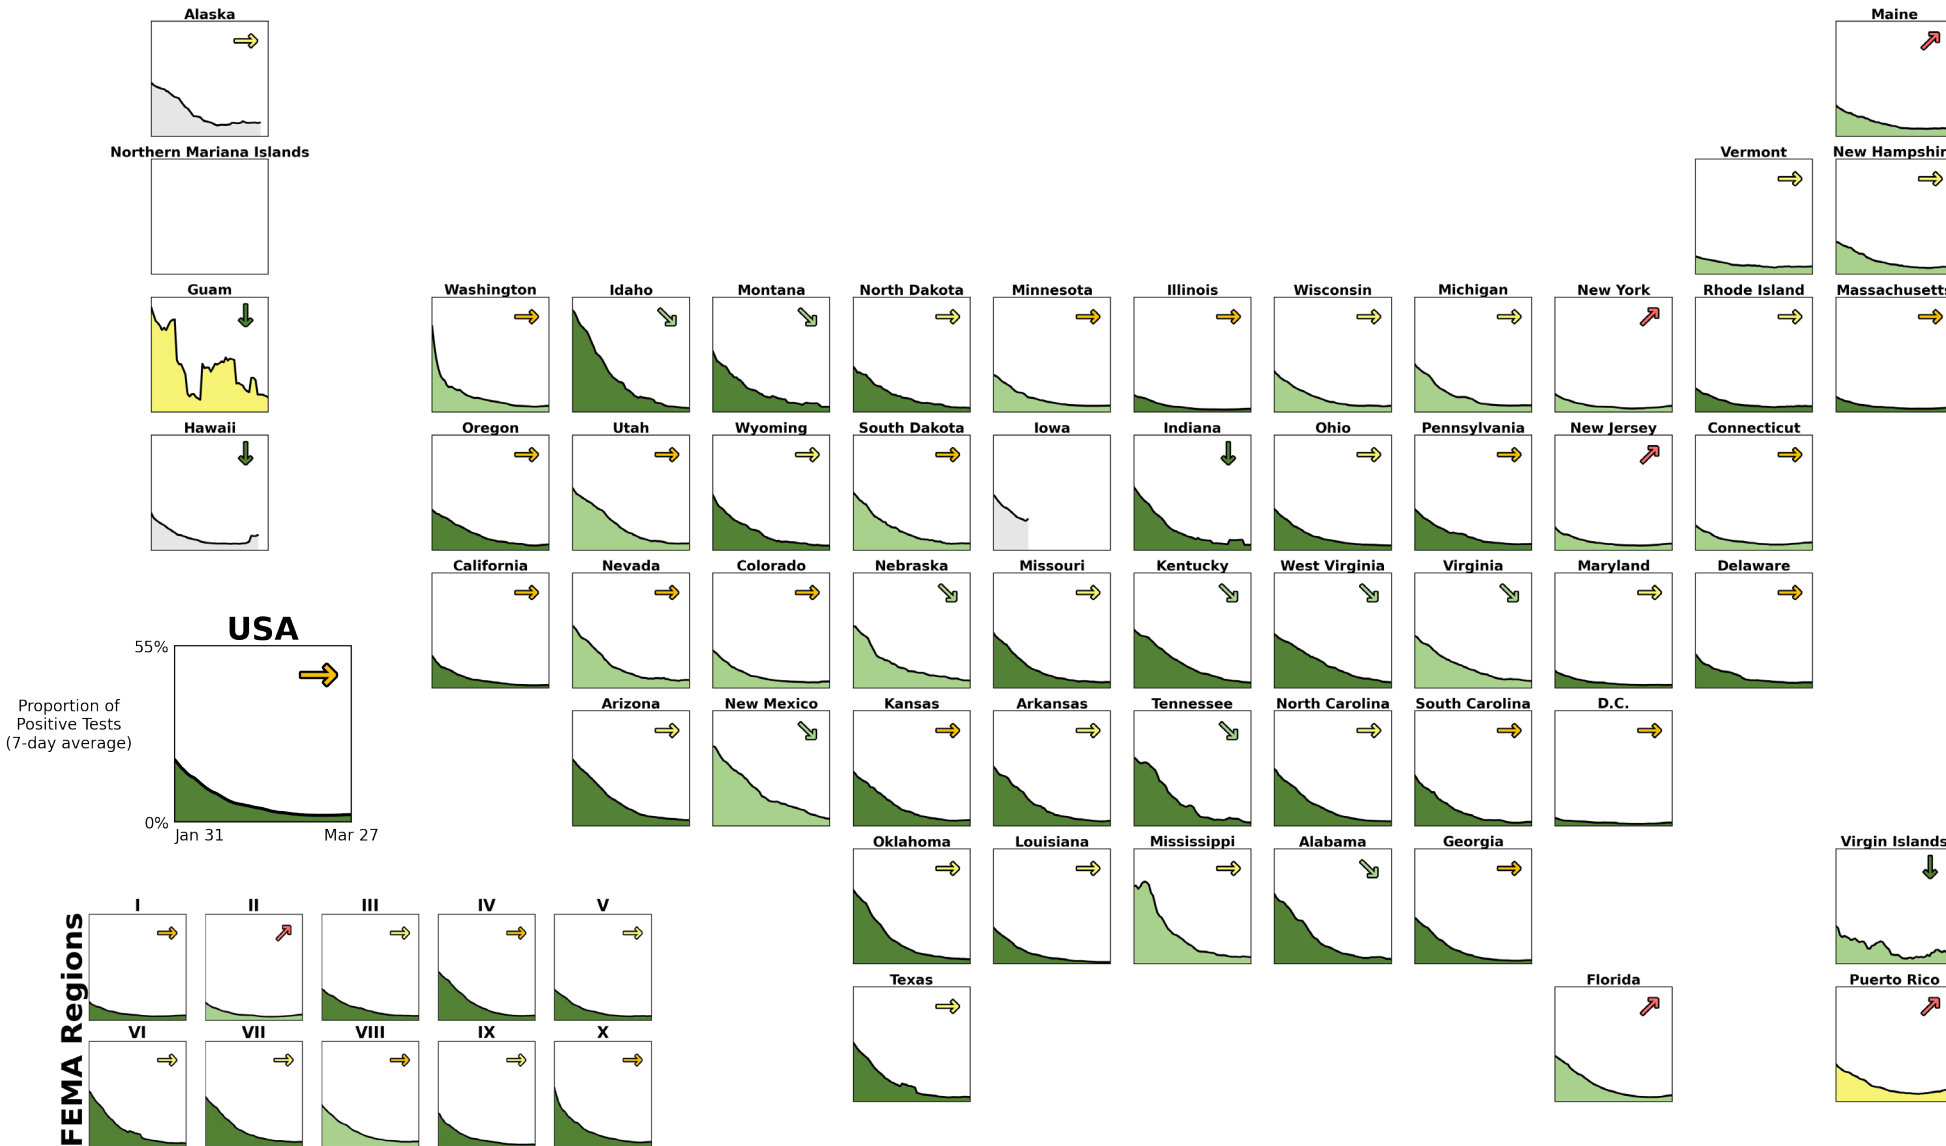 Alaska
Maine
Northern Mariana Islands
Vermont
New Hampshir
Guam
Washington
Idaho
Montana
North Dakota
Minnesota
Illinois
Wisconsin
Michigan
New York
Rhode Island
Massachusetts
Hawaii
Oregon
Utah
Wyoming
South Dakota
Iowa
Indiana
Ohio
Pennsylvania
New Jersey
Connecticut
California
Nevada
Colorado
Nebraska
Missouri
Kentucky
West Virginia
Virginia
Maryland
Delaware
USA
55%
Proportion of
Positive Tests
(7-day average)
0%
Jan 31
Mar 27
Arizona
New Mexico
Kansas
Arkansas
Tennessee
North Carolina
South Carolina
D.C.
Oklahoma
Louisiana
Mississippi
Alabama
Georgia
Virgin Islands
Texas
Florida
Puerto Rico
FEMA Regions
I
II
III
IV
V
VI
VII
VIII
IX
X